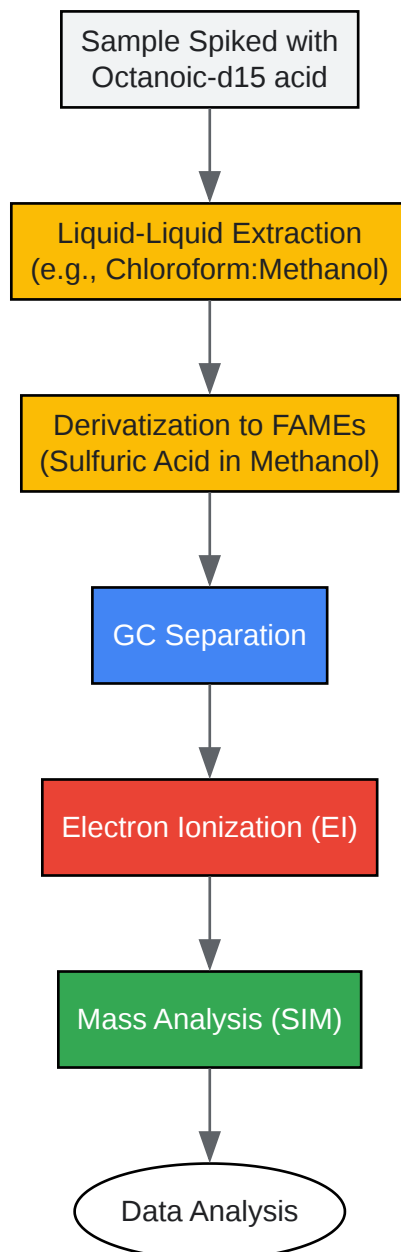 Sample Spiked with
Octanoic-d15 acid
Liquid-Liquid Extraction
(e.g., Chloroform:Methanol)
Derivatization to FAMEs
(Sulfuric Acid in Methanol)
GC Separation
Electron Ionization (EI)
Mass Analysis (SIM)
Data Analysis